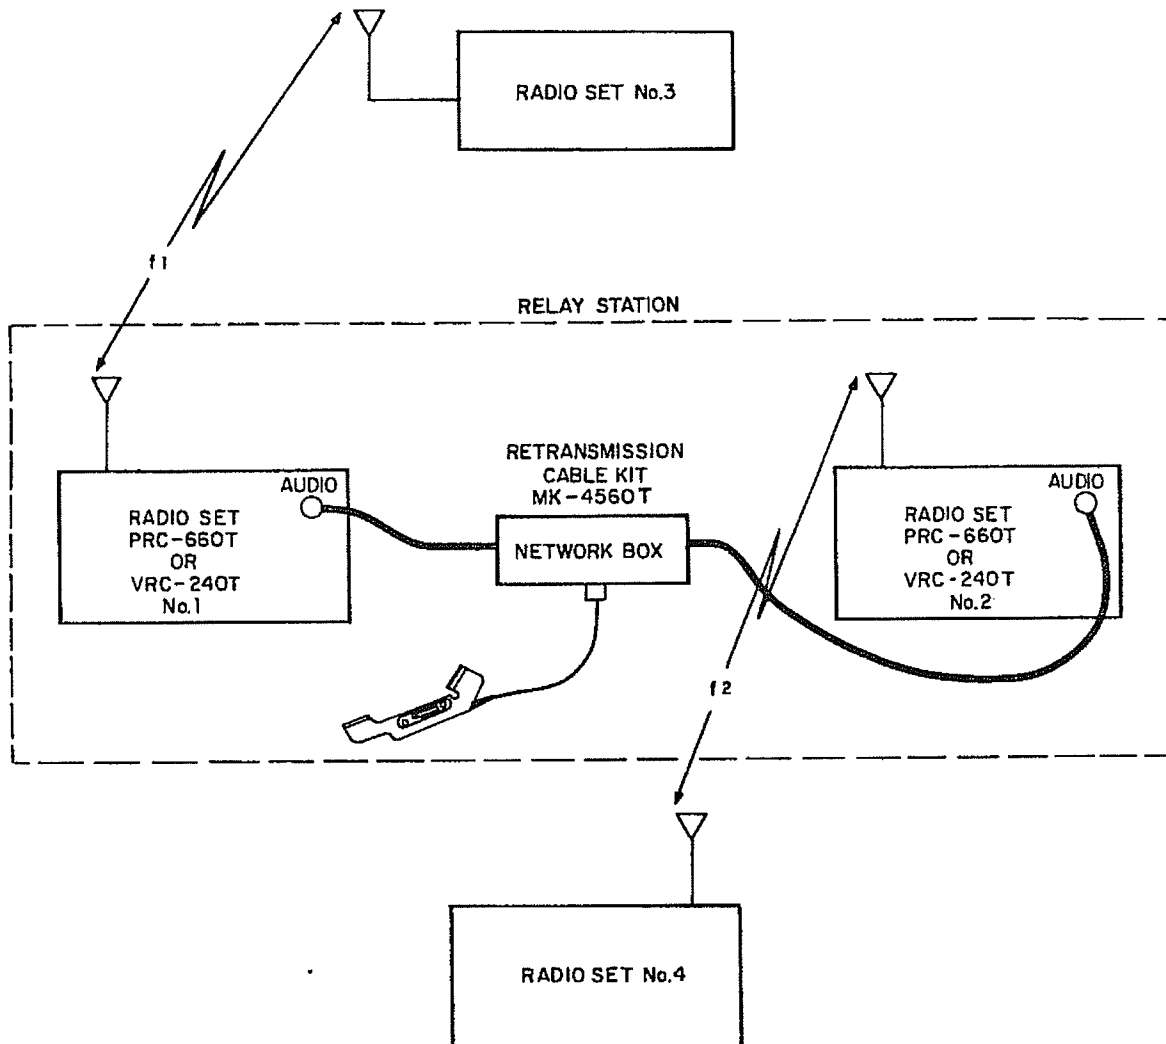 RADIO SET No.3
f1
RELAY STATION
RETRANSMISSION
CABLE KIT
MK-4560T
AUDIO
RADIO SET
PRC-660T
OR
VRC-240T
No.1
NETWORK BOX
AUDIO
RADIO SET
PRC-660T
OR
VRC-240T
No.2
f2
RADIO SET No.4